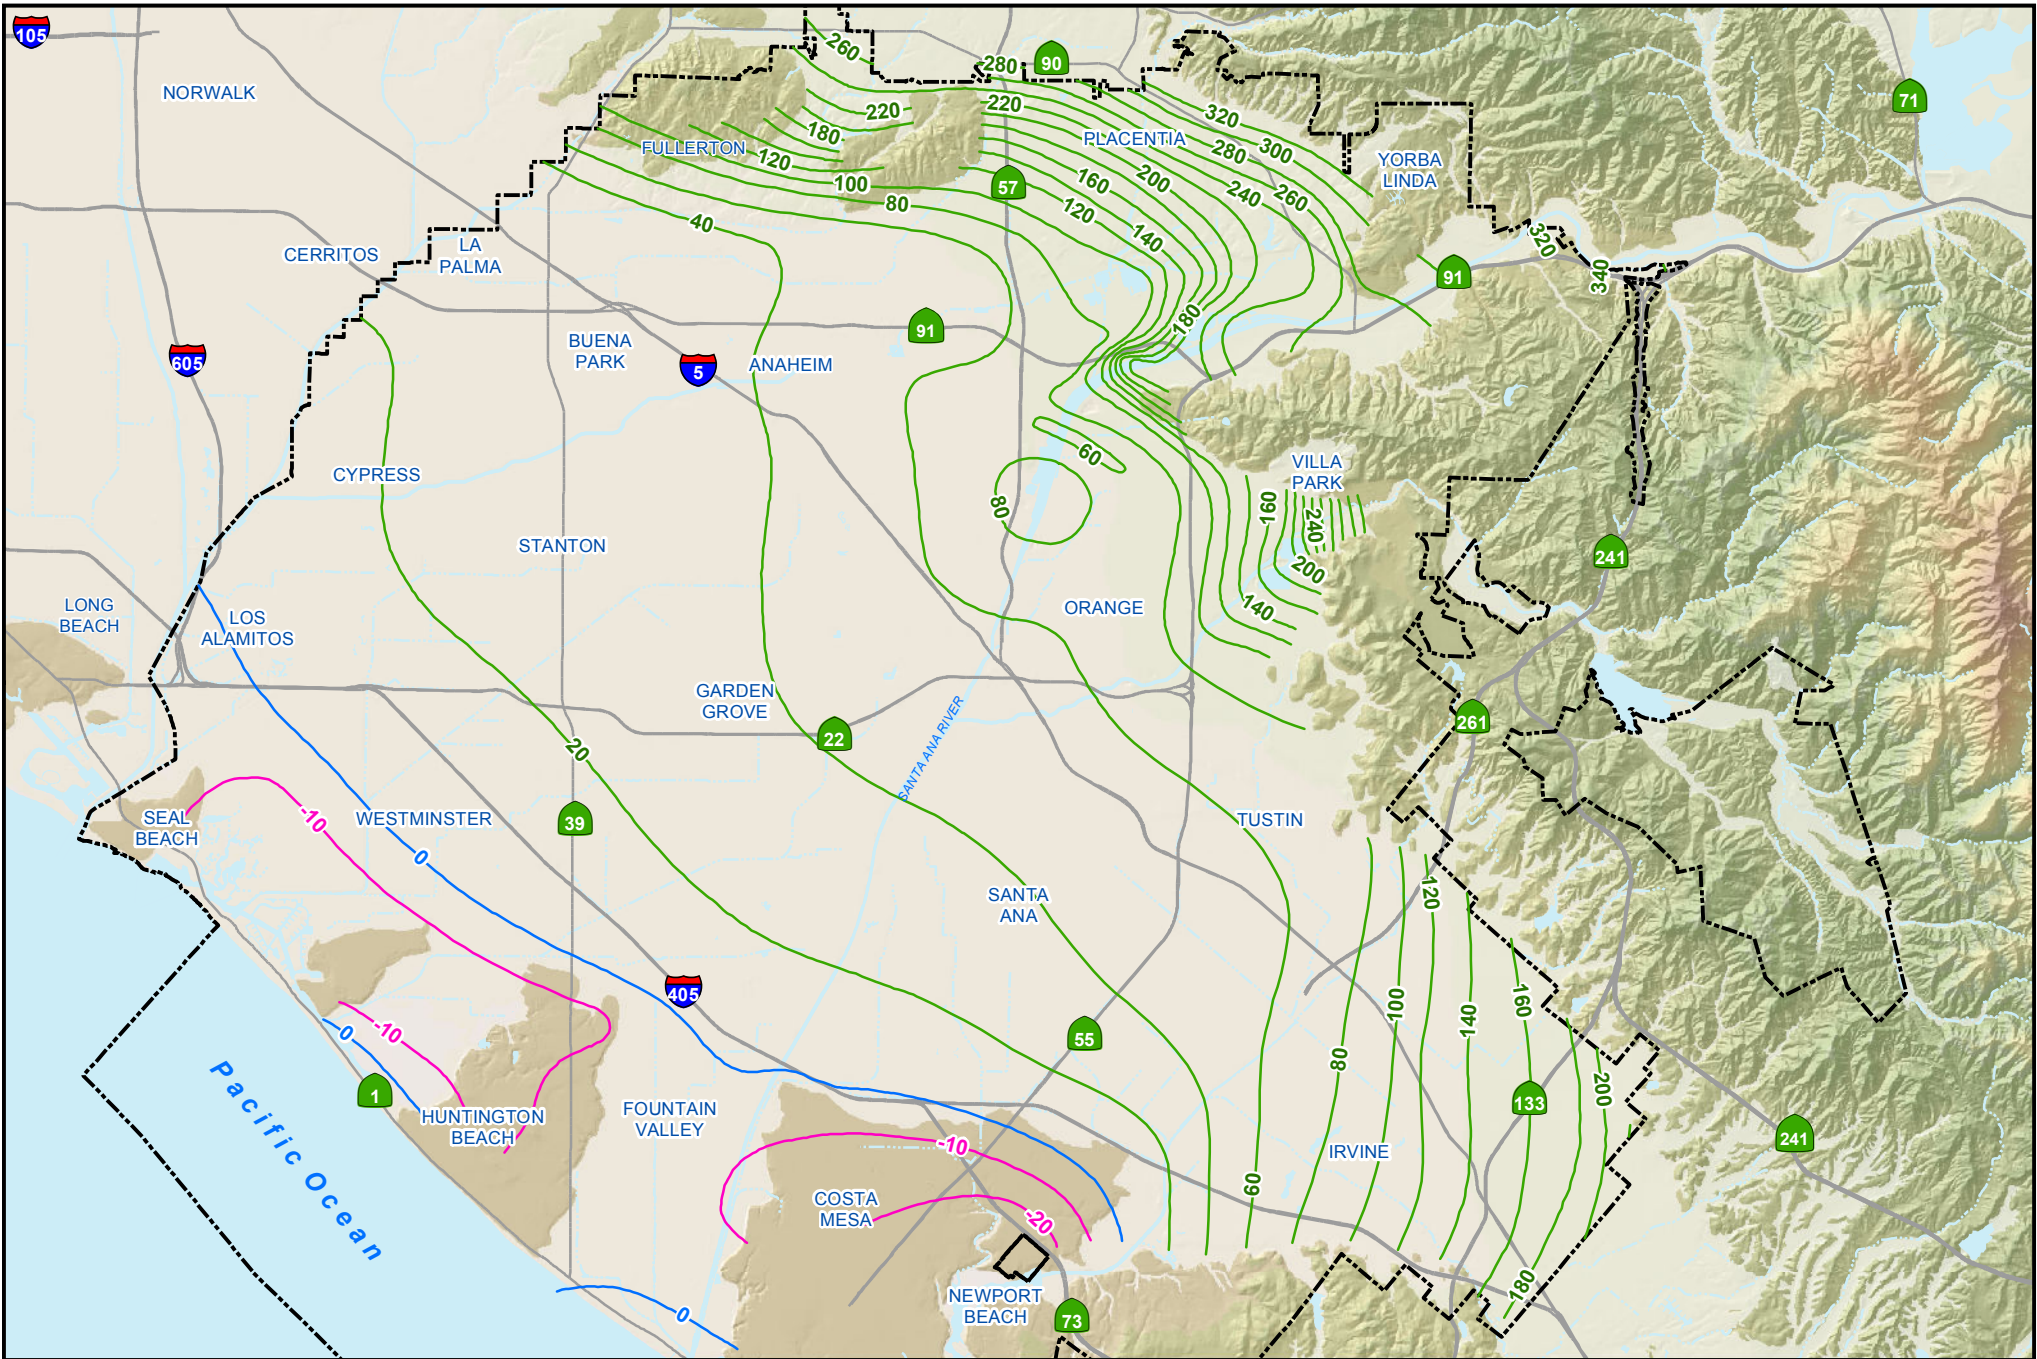 105
NORWALK
260
280
90
71
220
220
320
180
FULLERTON
PLACENTIA
120
280
300
YORBA
LINDA
100
57
160
200
240
260
80
120
40
140
320
CERRITOS
LA
PALMA
340
91
180
91
605
BUENA
PARK
5
ANAHEIM
CYPRESS
60
VILLA
PARK
80
160
240
STANTON
241
200
LONG
BEACH
LOS
ALAMITOS
ORANGE
140
GARDEN
GROVE
SANTA ANA RIVER
261
22
20
SEAL
BEACH
-10
WESTMINSTER
39
TUSTIN
0
SANTA
ANA
120
405
100
160
140
-10
0
55
80
1
200
133
HUNTINGTON
BEACH
FOUNTAIN
VALLEY
241
Pacific Ocean
-10
IRVINE
60
COSTA
MESA
-20
180
NEWPORT
BEACH
0
73